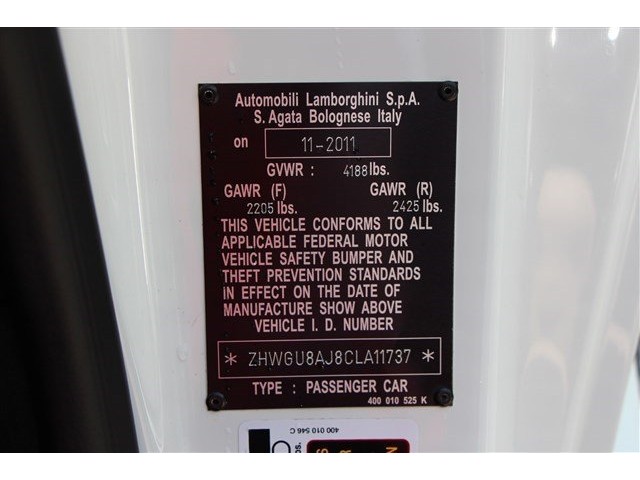 Automobili Lamborghini S.p.A.
S. Agata Bolognese Italy
on 11-2011
GVWR : 4188 lbs.
GAWR (F) GAWR (R)
2205 lbs. 2425 lbs.
THIS VEHICLE CONFORMS TO ALL
APPLICABLE FEDERAL MOTOR
VEHICLE SAFETY BUMPER AND
THEFT PREVENTION STANDARDS
IN EFFECT ON THE DATE OF
MANUFACTURE SHOW ABOVE
VEHICLE I. D. NUMBER
* ZHWGU8AJ8CLA11737 *
TYPE : PASSENGER CAR
400 010 525 K
400 010 546 C